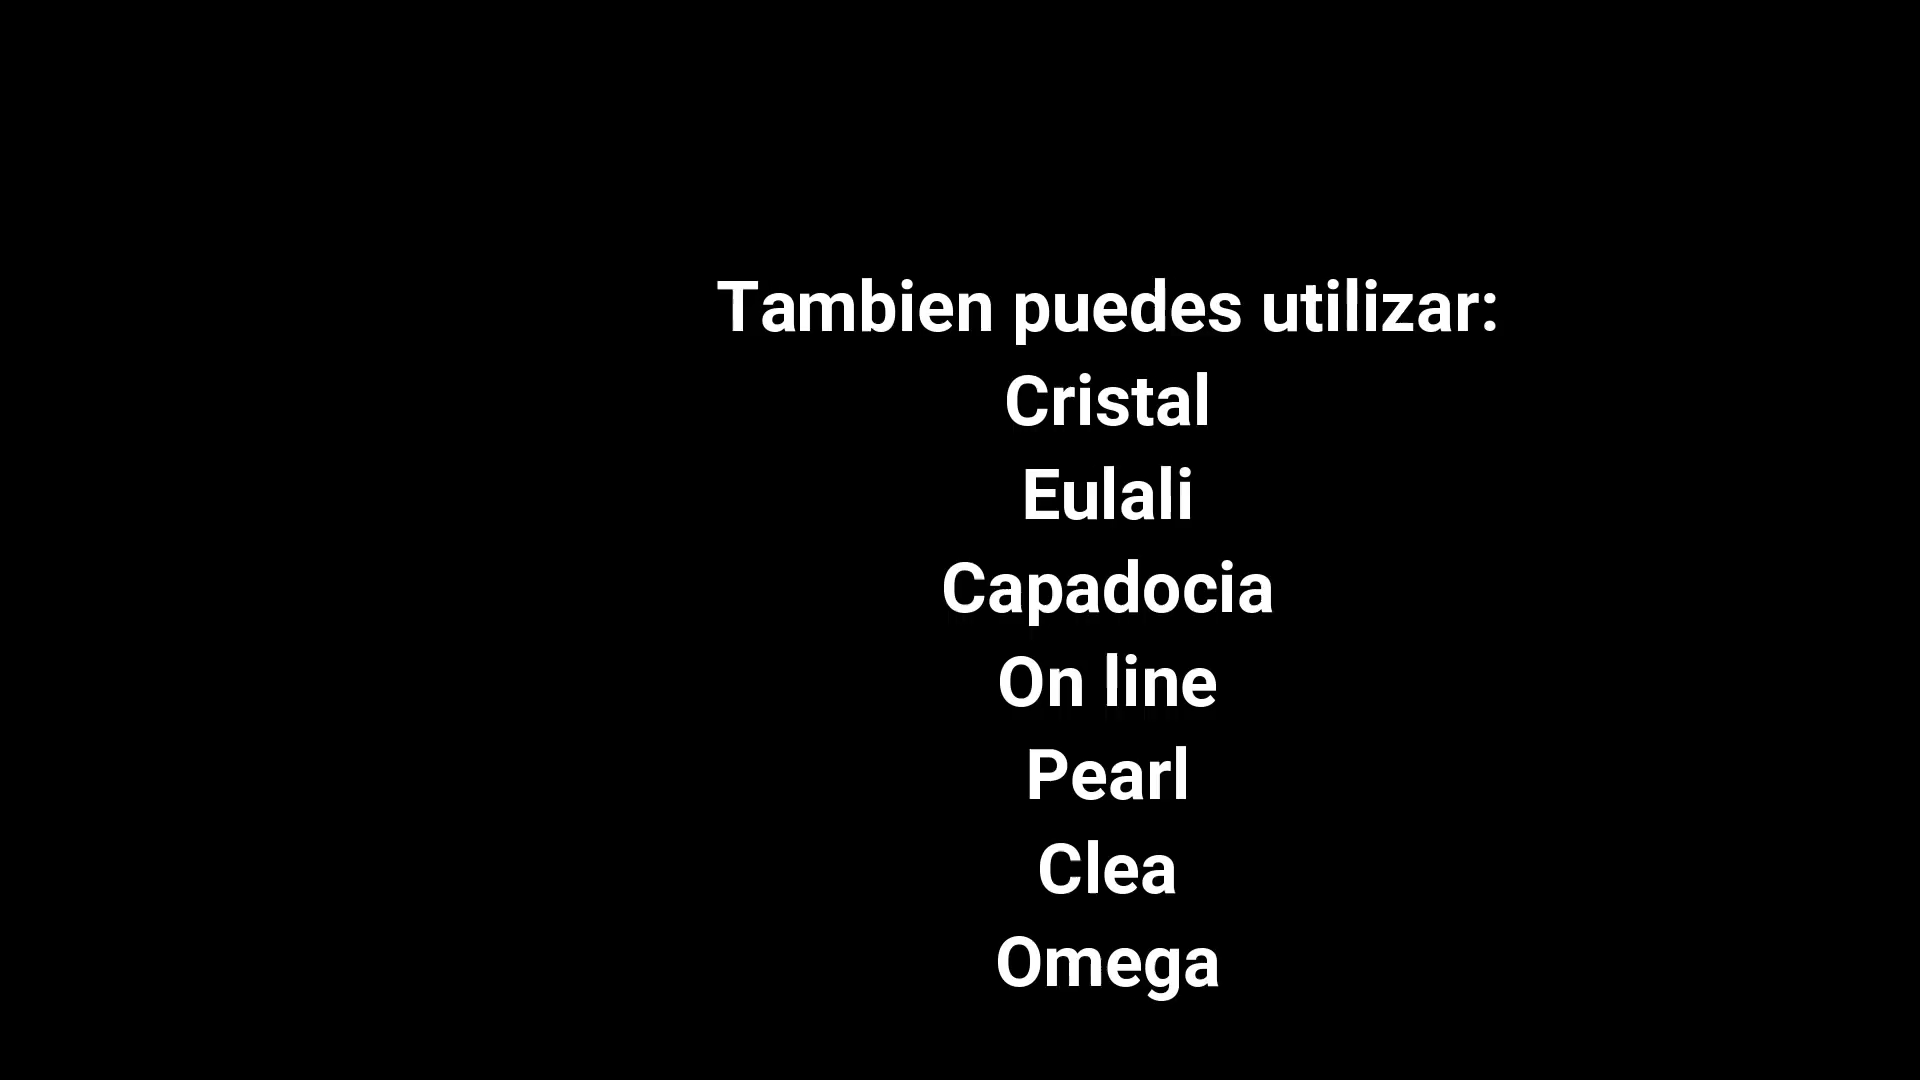 Tambien puedes utilizar:
Cristal
Eulali
Capadocia
On line
Pearl
Clea
Omega